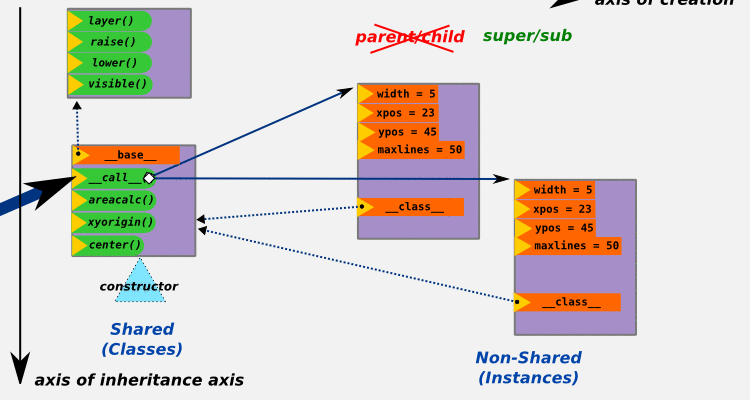 axis of creation
layer()
raise()
lower()
visible()
parent/child super/sub
width = 5
xpos = 23
ypos = 45
maxlines = 50
__class__
__base__
__call__
areacalc()
xyorigin()
center()
constructor
width = 5
xpos = 23
ypos = 45
maxlines = 50
__class__
Shared
(Classes)
Non-Shared
(Instances)
axis of inheritance axis